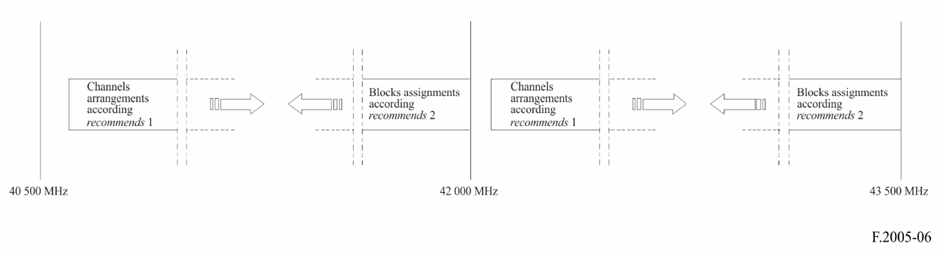 Channels
arrangements
according
recommends 1
Blocks assignments
according
recommends 2
Channels
arrangements
according
recommends 1
Blocks assignments
according
recommends 2
40 500 MHz
42 000 MHz
43 500 MHz
F.2005-06